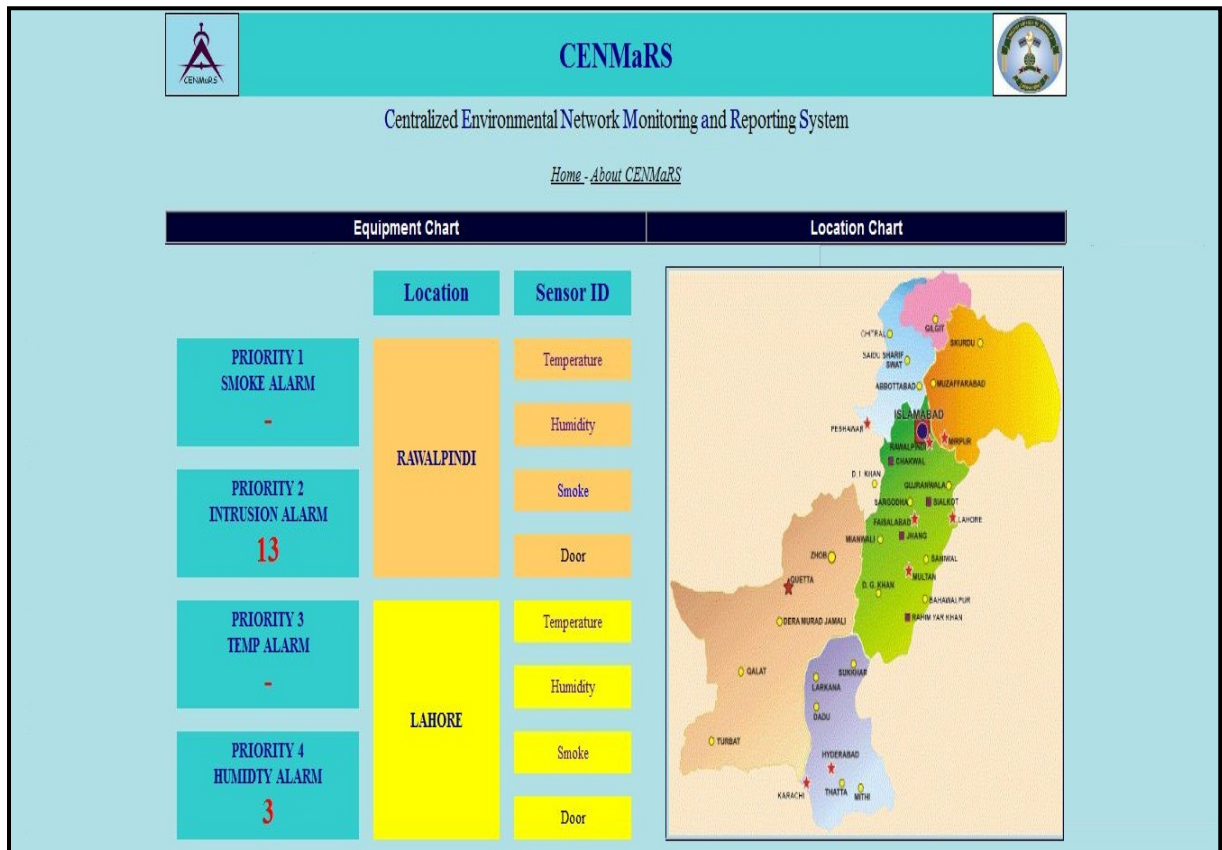 CENMaRS
CENMaRS
Centralized Environmental Network Monitoring and Reporting System
Home - About CENMaRS
Equipment Chart
Location Chart
Location
Sensor ID
PRIORITY 1
SMOKE ALARM
-
PRIORITY 2
INTRUSION ALARM
13
PRIORITY 3
TEMP ALARM
-
PRIORITY 4
HUMIDTY ALARM
3
RAWALPINDI
Temperature
Humidity
Smoke
Door
LAHORE
Temperature
Humidity
Smoke
Door
GILGIT
CHITRAL
SKURDU
SAIDU SHARIF
SWAT
ABBOTTABAD
MUZAFFARABAD
ISLAMABAD
PESHAWAR
RAWALPINDI
MIRPUR
CHAKWAL
D. I. KHAN
GUJRANWALA
SARGODHA
SIALKOT
FAISALABAD
LAHORE
MIANWALI
JHANG
ZHOB
SAHIWAL
QUETTA
MULTAN
D. G. KHAN
BAHAWALPUR
RAHIM YAR KHAN
DERA MURAD JAMALI
QALAT
SUKKHAR
LARKANA
DADU
TURBAT
HYDERABAD
KARACHI
THATTA
MITHI